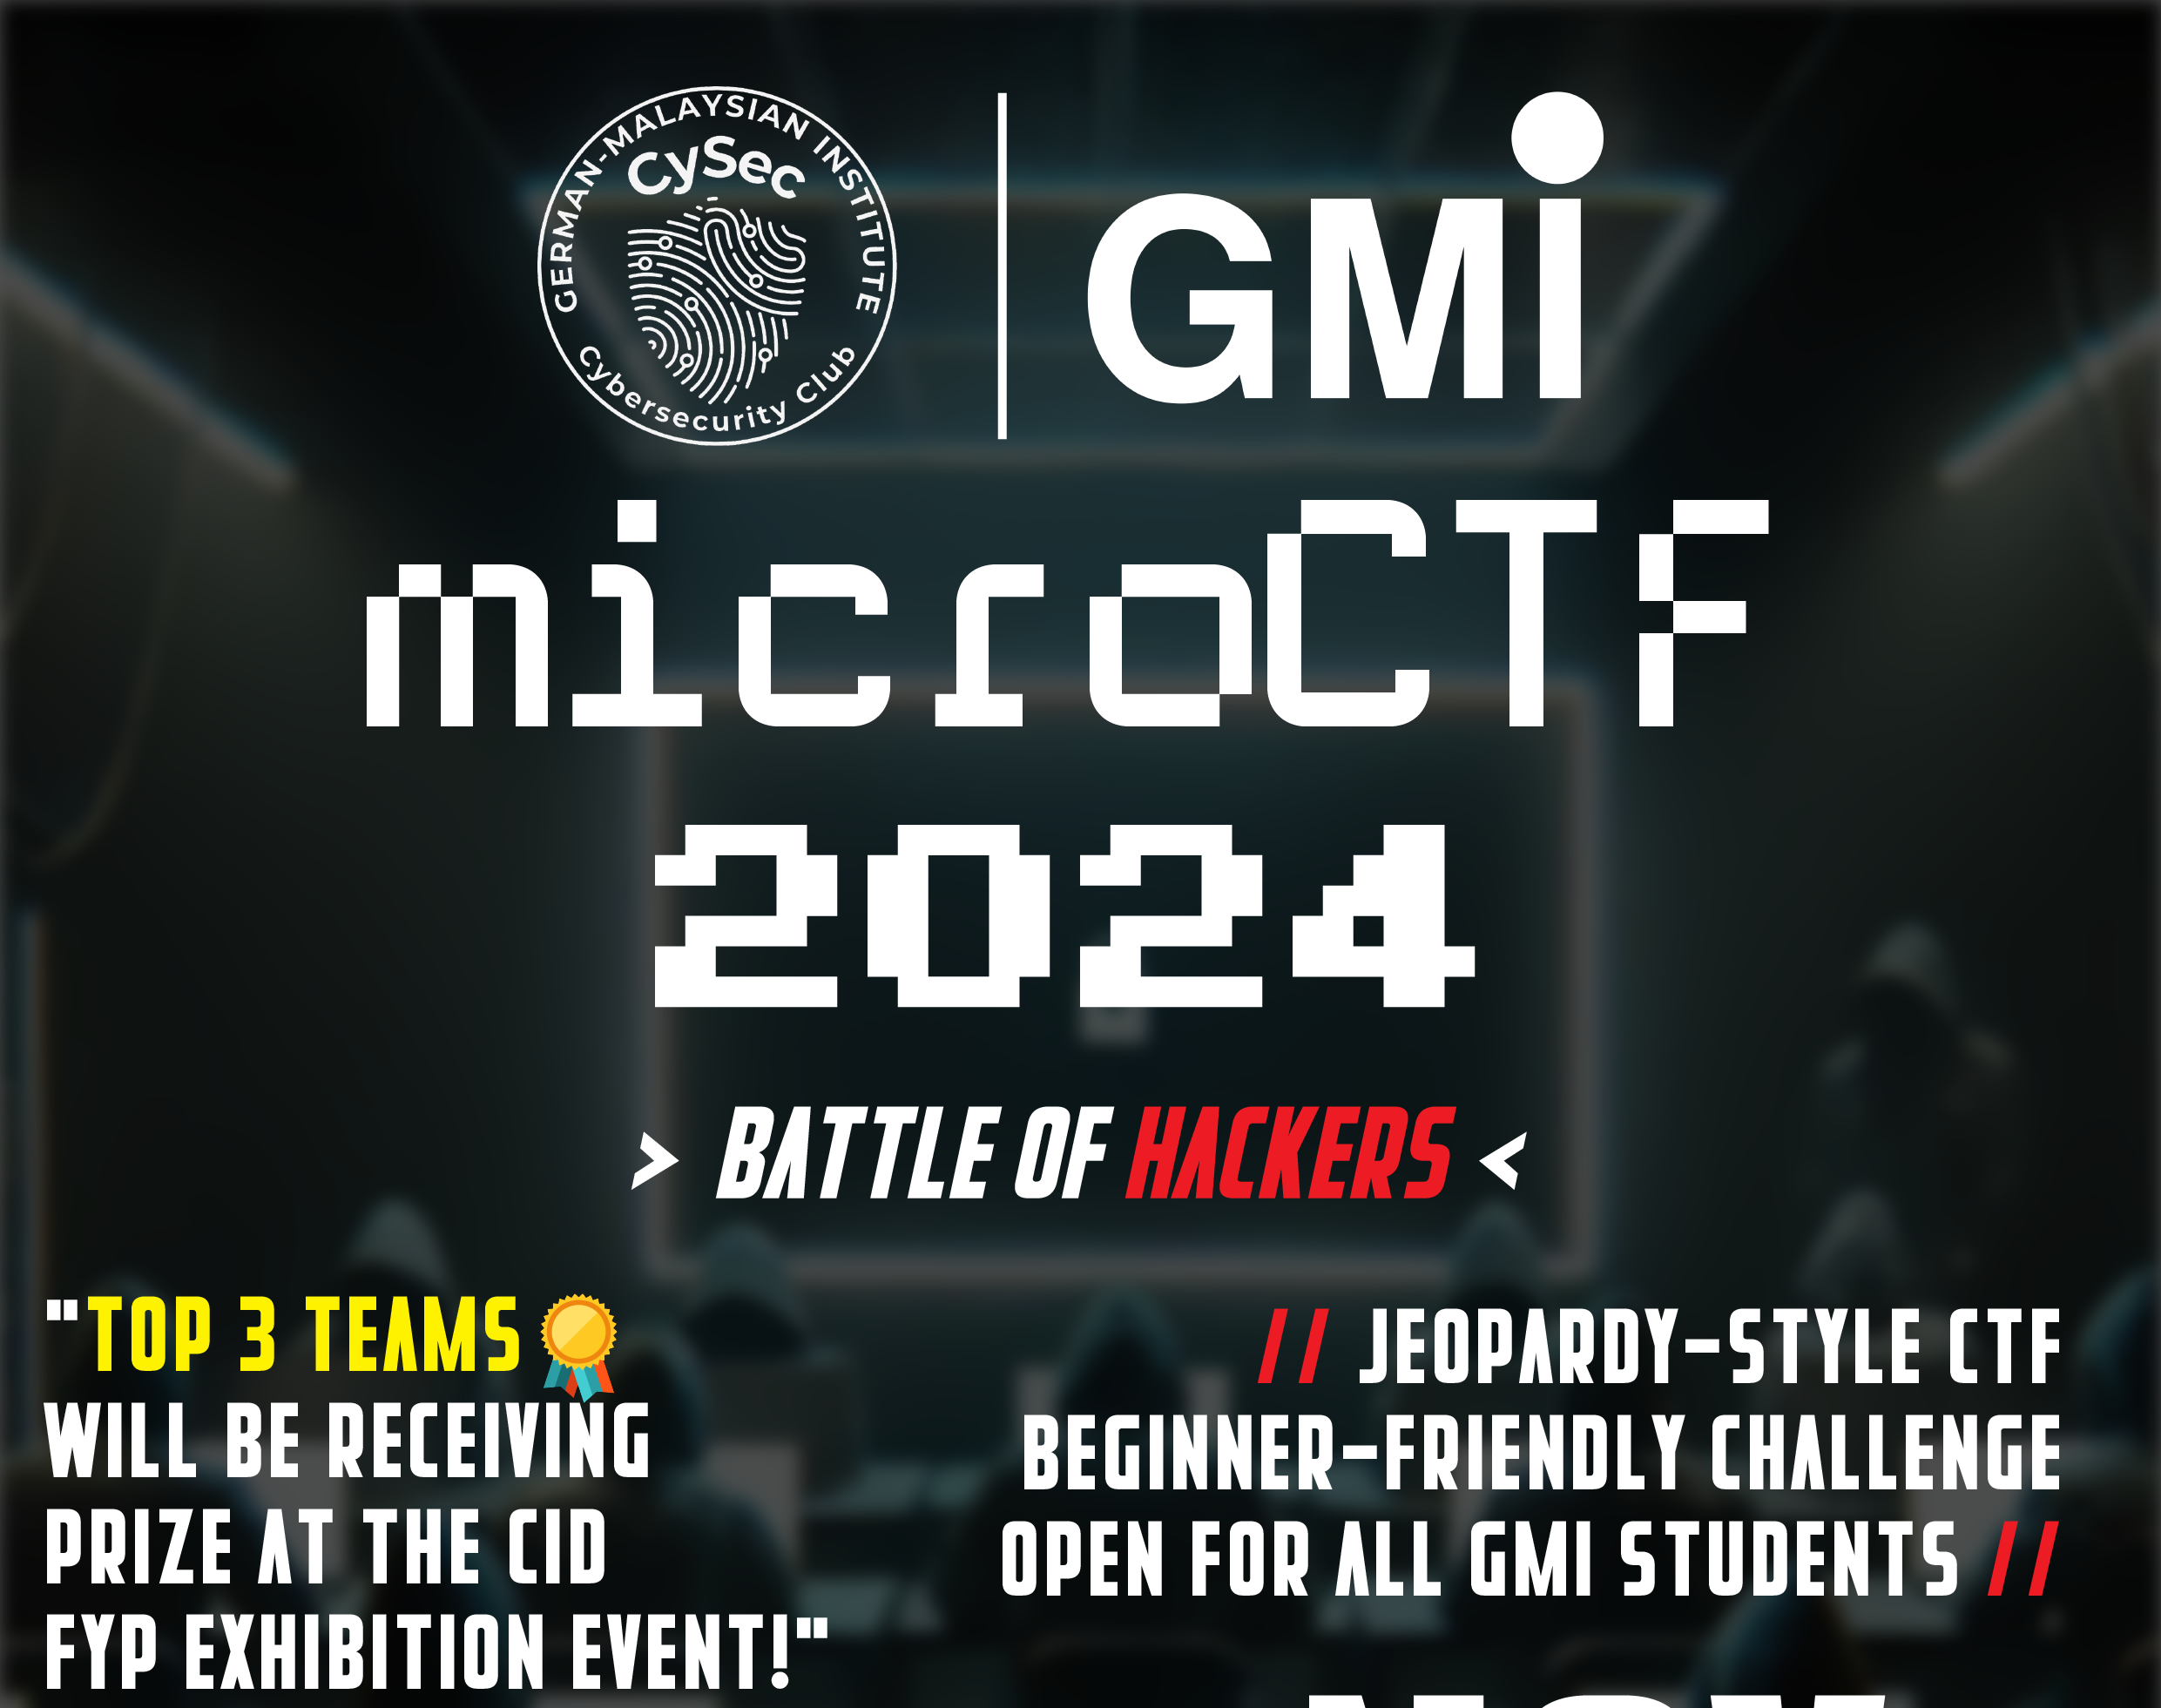 GERMAN-MALAYSIAN INSTITUTE
CySec
Cybersecurity Club
GMi
microCTF
2024
> BATTLE OF HACKERS <
"TOP 3 TEAMS
WILL BE RECEIVING
PRIZE AT THE CID
FYP EXHIBITION EVENT!"
// JEOPARDY-STYLE CTF
BEGINNER-FRIENDLY CHALLENGE
OPEN FOR ALL GMI STUDENTS //